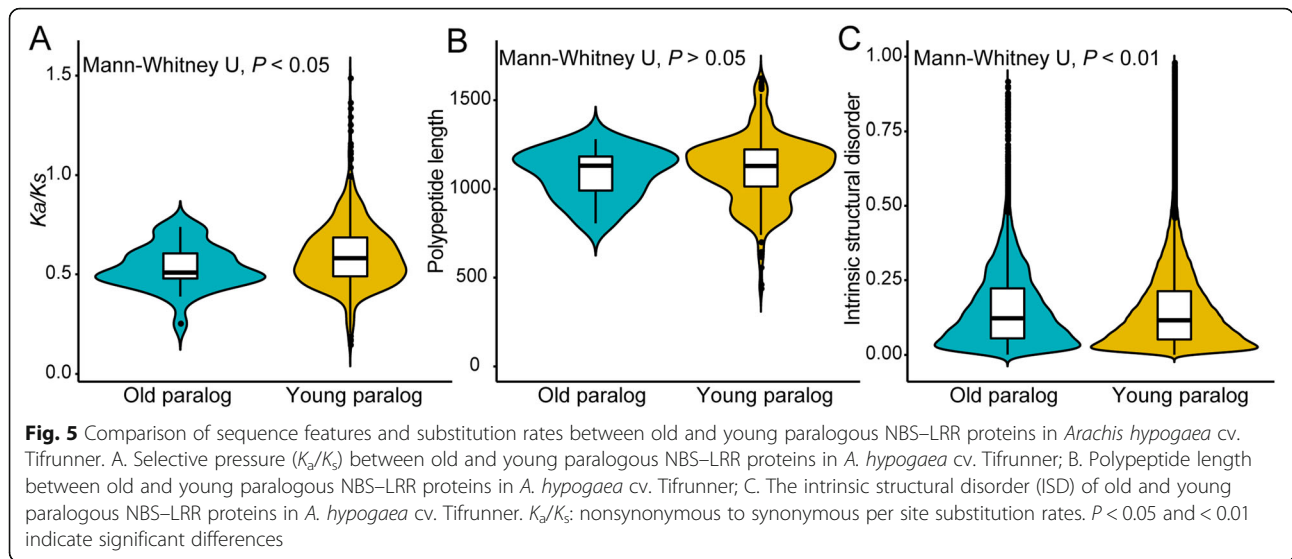 A
Mann-Whitney U, P < 0.05
Ka/Ks
1.5
1.0
0.5
0.0
Old paralog Young paralog
B
Mann-Whitney U, P > 0.05
Polypeptide length
1500
1000
500
0
Old paralog Young paralog
C
Mann-Whitney U, P < 0.01
Intrinsic structural disorder
1.00
0.75
0.50
0.25
0.00
Old paralog Young paralog
Fig. 5 Comparison of sequence features and substitution rates between old and young paralogous NBS–LRR proteins in Arachis hypogaea cv.
Tifrunner. A. Selective pressure (Ka/Ks) between old and young paralogous NBS–LRR proteins in A. hypogaea cv. Tifrunner; B. Polypeptide length
between old and young paralogous NBS–LRR proteins in A. hypogaea cv. Tifrunner; C. The intrinsic structural disorder (ISD) of old and young
paralogous NBS–LRR proteins in A. hypogaea cv. Tifrunner. Ka/Ks: nonsynonymous to synonymous per site substitution rates. P < 0.05 and < 0.01
indicate significant differences